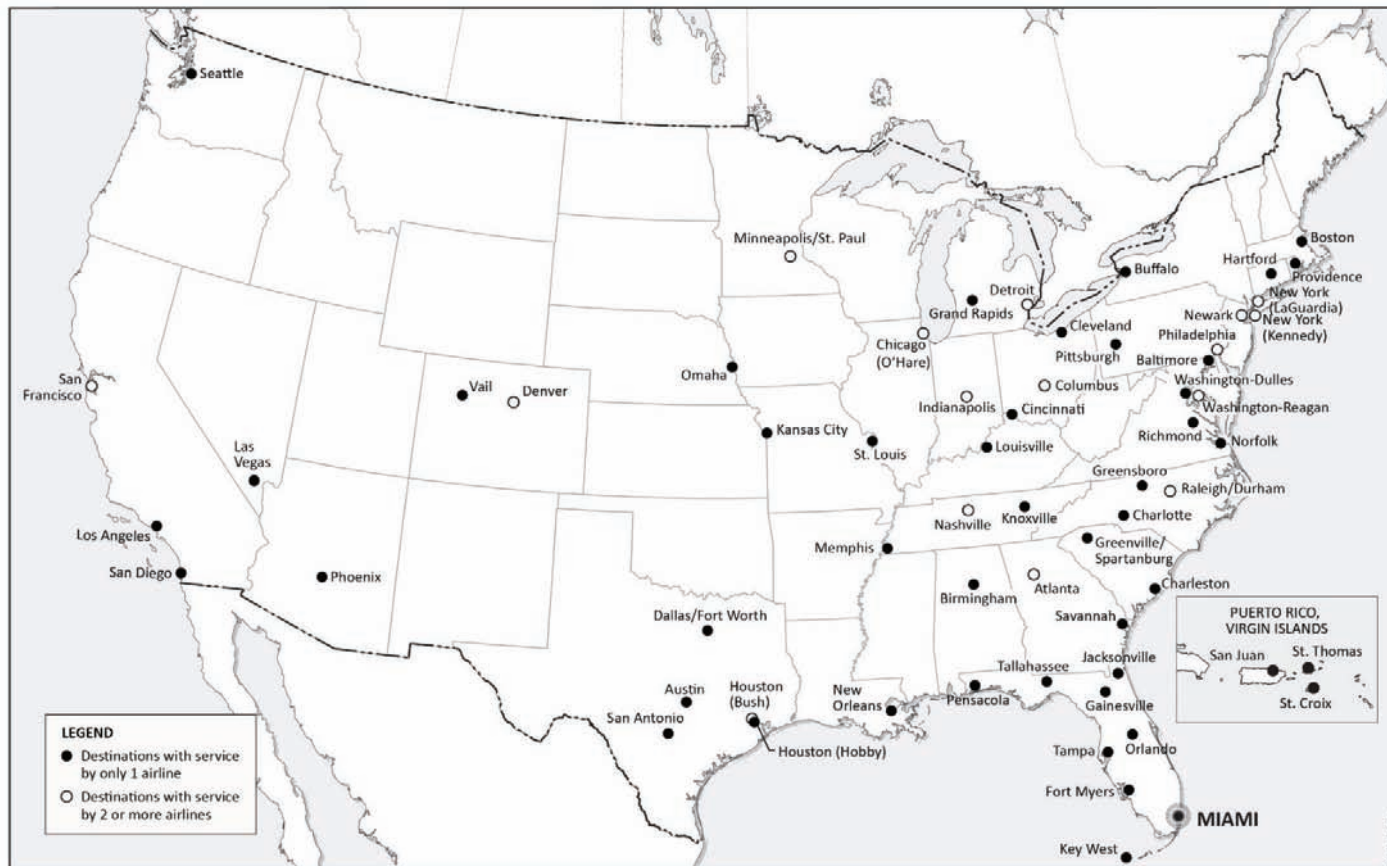 Seattle
Minneapolis/St. Paul
Boston
Buffalo
Hartford
Providence
Detroit
Grand Rapids
New York
(LaGuardia)
Newark
New York
(Kennedy)
Cleveland
Philadelphia
Chicago
(O'Hare)
Pittsburgh
Baltimore
Omaha
San
Francisco
Vail
Denver
Columbus
Washington-Dulles
Indianapolis
Cincinnati
Washington-Reagan
Kansas City
Richmond
Norfolk
St. Louis
Louisville
Las
Vegas
Greensboro
Raleigh/Durham
Nashville
Knoxville
Charlotte
Los Angeles
Memphis
Greenville/
Spartanburg
San Diego
Phoenix
Birmingham
Atlanta
Charleston
Dallas/Fort Worth
Savannah
PUERTO RICO,
VIRGIN ISLANDS
San Juan
St. Thomas
St. Croix
Jacksonville
Tallahassee
Austin
Houston
(Bush)
New
Orleans
Pensacola
Gainesville
San Antonio
Houston (Hobby)
Tampa
Orlando
Fort Myers
MIAMI
Key West
LEGEND
Destinations with service
by only 1 airline
Destinations with service
by 2 or more airlines